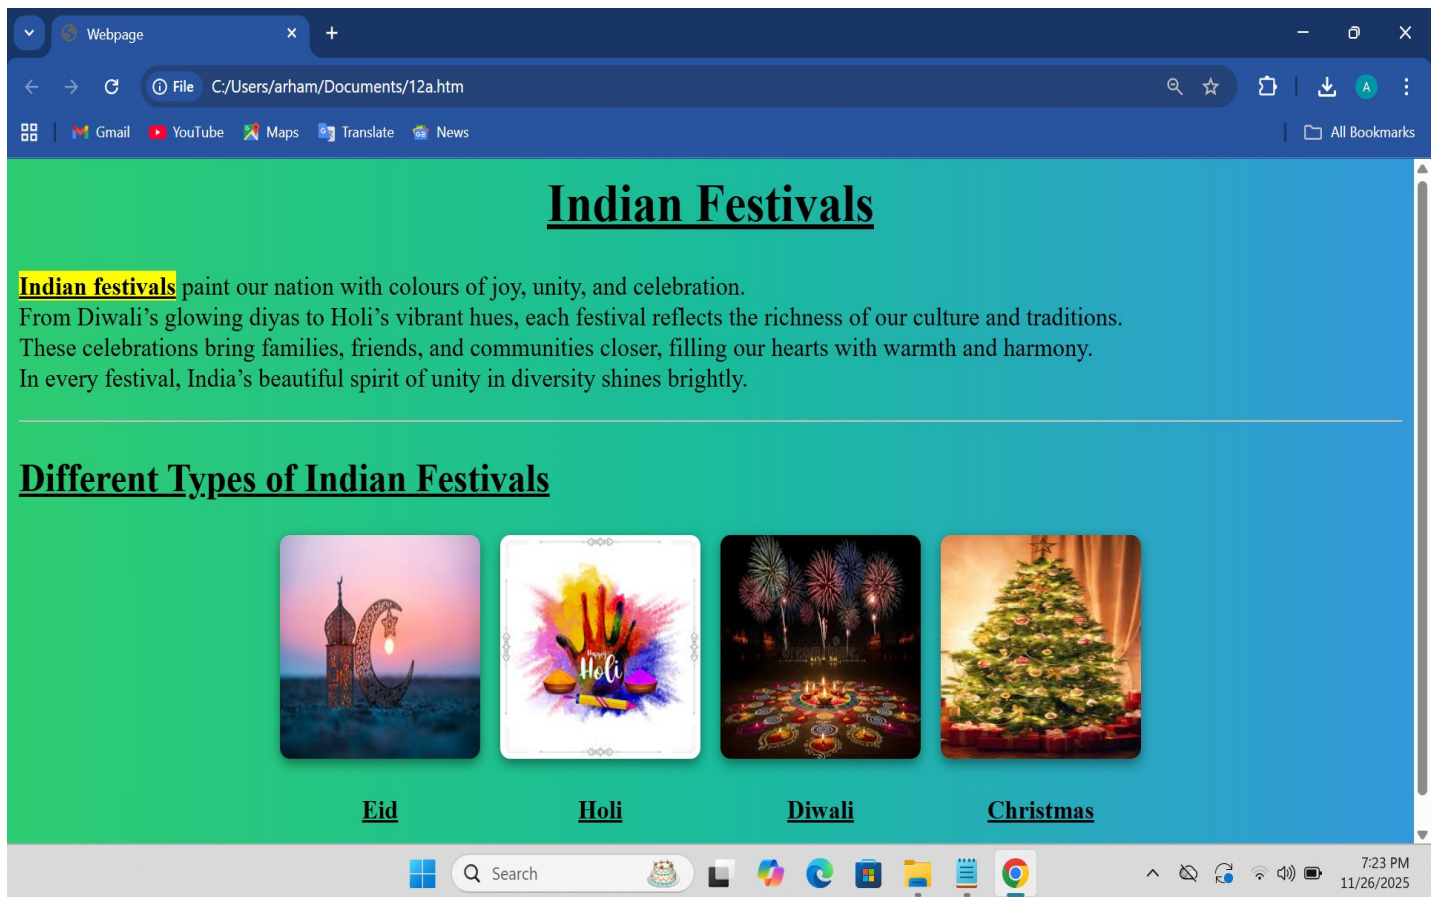 Webpage
File C:/Users/arham/Documents/12a.htm
A
Gmail YouTube Maps Translate News
All Bookmarks
Indian Festivals
Indian festivals paint our nation with colours of joy, unity, and celebration.
From Diwali’s glowing diyas to Holi’s vibrant hues, each festival reflects the richness of our culture and traditions.
These celebrations bring families, friends, and communities closer, filling our hearts with warmth and harmony.
In every festival, India’s beautiful spirit of unity in diversity shines brightly.
Different Types of Indian Festivals
Happy
Holi
Eid Holi Diwali Christmas
Search
7:23 PM
11/26/2025